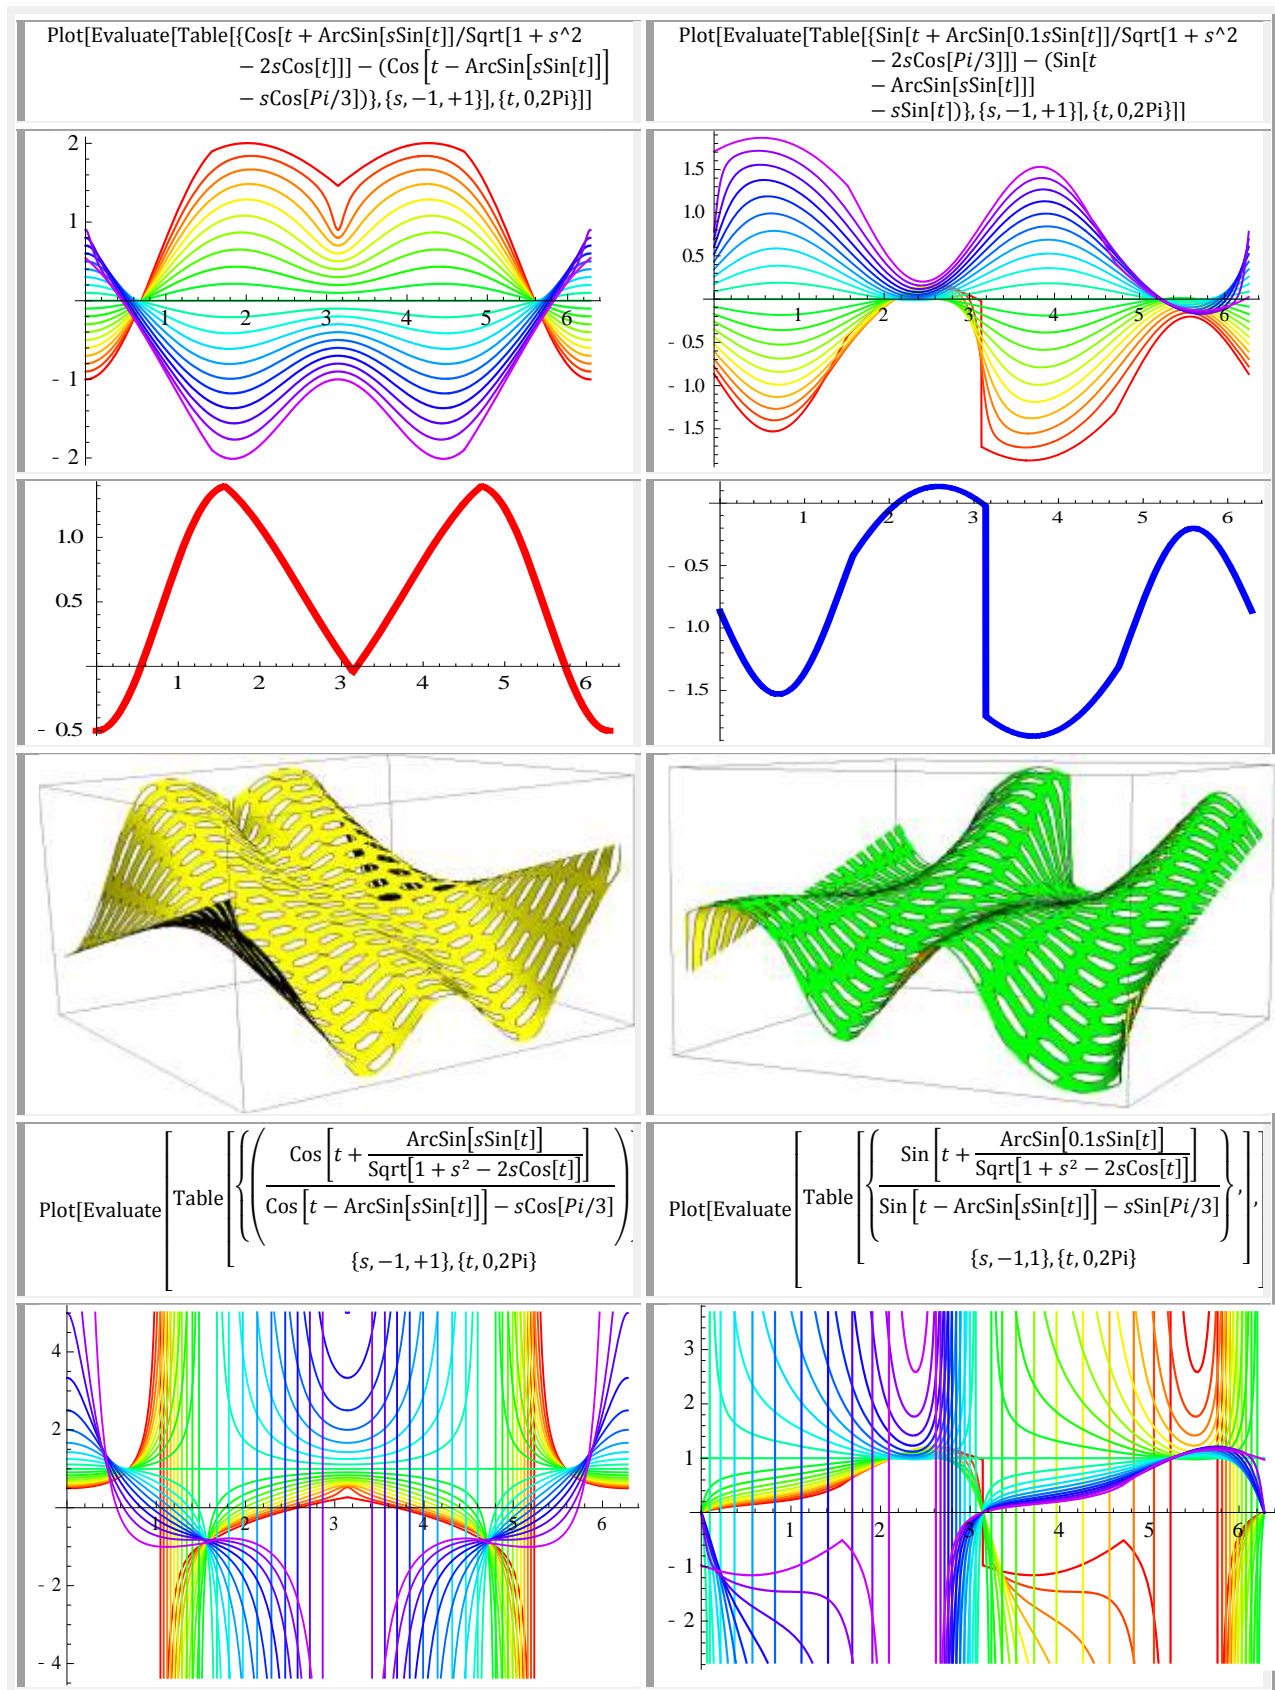 Plot[Evaluate[Table[{Cos[t + ArcSin[sSin[t]]/Sqrt[1 + s^2
− 2sCos[t]]] − (Cos [t − ArcSin[sSin[t]]]
− sCos[Pi/3])},{s, −1, +1}],{t, 0,2Pi}]]
Plot[Evaluate[Table[{Sin[t + ArcSin[0.1sSin[t]]/Sqrt[1 + s^2
− 2sCos[Pi/3]]] − (Sin[t
− ArcSin[sSin[t]]]
− sSin[t])},{s, −1, +1}],{t, 0,2Pi}]]
2
1
1 2 3 4 5 6
- 1
- 2
1.5
1.0
0.5
1 2 3 4 5 6
- 0.5
- 1.0
- 1.5
1.0
0.5
1 2 3 4 5 6
- 0.5
1 2 3 4 5 6
- 0.5
- 1.0
- 1.5
Plot[Evaluate [Table [{( Cos [t + ArcSin[sSin[t]] / Sqrt[1 + s² − 2sCos[t]] ] / Cos [t − ArcSin[sSin[t]]] − sCos[Pi/3] )}
{s, −1, +1}, {t, 0,2Pi}
Plot[Evaluate [Table [{ Sin [t + ArcSin[0.1sSin[t]] / Sqrt[1 + s² − 2sCos[t]] ] / Sin [t − ArcSin[sSin[t]]] − sSin[Pi/3] }, ],
{s, −1,1}, {t, 0,2Pi}
4
2
1 2 3 4 5 6
- 2
- 4
3
2
1
1 2 3 4 5 6
- 1
- 2